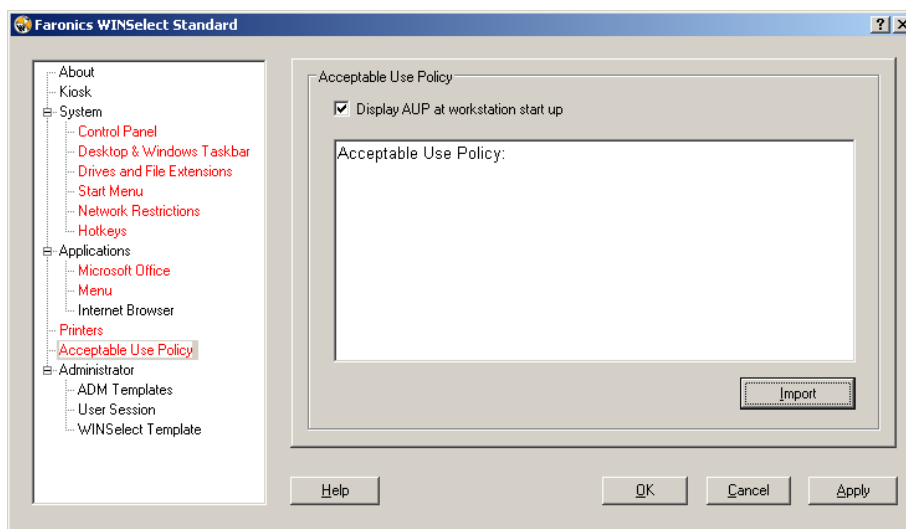 Faronics WINSelect Standard
About
Kiosk
System
Control Panel
Desktop & Windows Taskbar
Drives and File Extensions
Start Menu
Network Restrictions
Hotkeys
Applications
Microsoft Office
Menu
Internet Browser
Printers
Acceptable Use Policy
Administrator
ADM Templates
User Session
WINSelect Template
Acceptable Use Policy
Display AUP at workstation start up
Acceptable Use Policy:
Import
Help
OK
Cancel
Apply